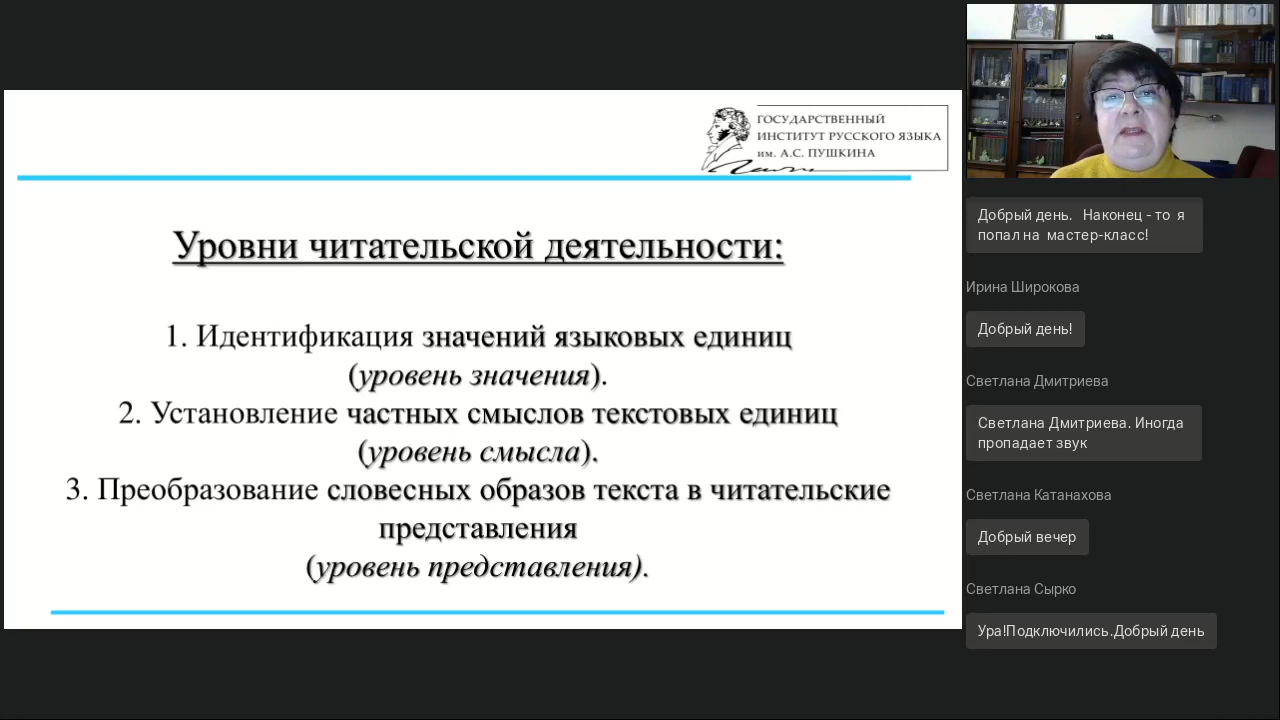 ГОСУДАРСТВЕННЫЙ
ИНСТИТУТ РУССКОГО ЯЗЫКА
им. А.С. ПУШКИНА
Уровни читательской деятельности:
1. Идентификация значений языковых единиц
(уровень значения).
2. Установление частных смыслов текстовых единиц
(уровень смысла).
3. Преобразование словесных образов текста в читательские
представления
(уровень представления).
Добрый день. Наконец - то я
попал на мастер-класс!
Ирина Широкова
Добрый день!
Светлана Дмитриева
Светлана Дмитриева. Иногда
пропадает звук
Светлана Катанахова
Добрый вечер
Светлана Сырко
Ура!Подключились.Добрый день